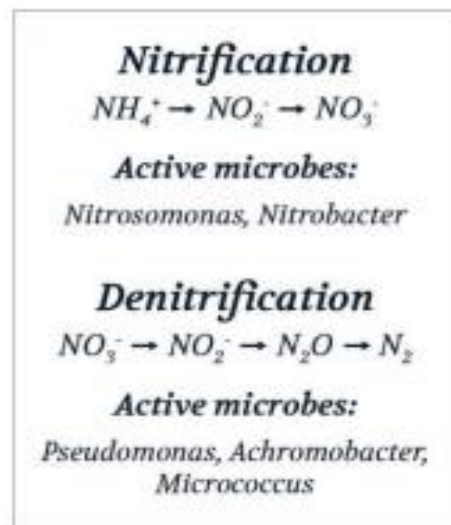 Nitrification
NH₄⁺ → NO₂⁻ → NO₃⁻
Active microbes:
Nitrosomonas, Nitrobacter
Denitrification
NO₃⁻ → NO₂⁻ → N₂O → N₂
Active microbes:
Pseudomonas, Achromobacter,
Micrococcus